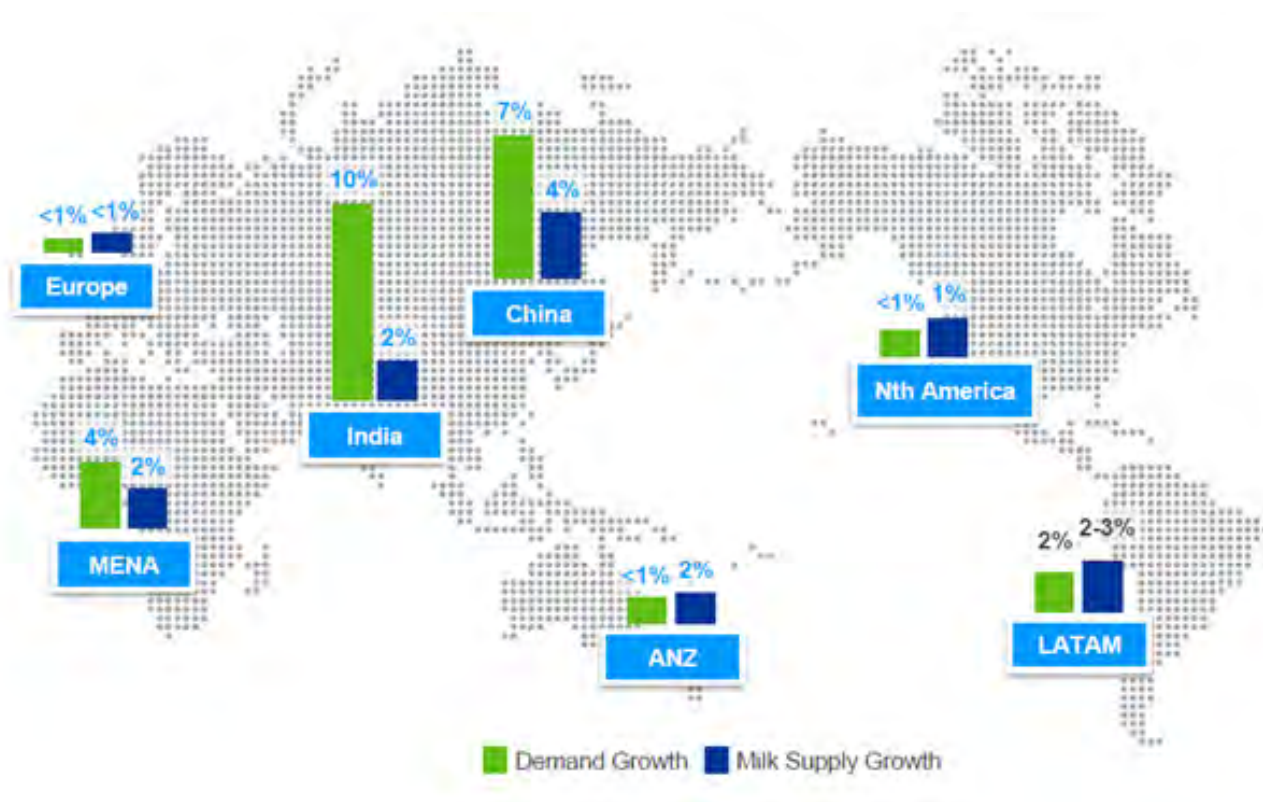 7%
10%
4%
<1% <1%
Europe
China
2%
<1% 1%
Nth America
India
4%
2%
MENA
2% 2-3%
<1% 2%
LATAM
ANZ
Demand Growth Milk Supply Growth